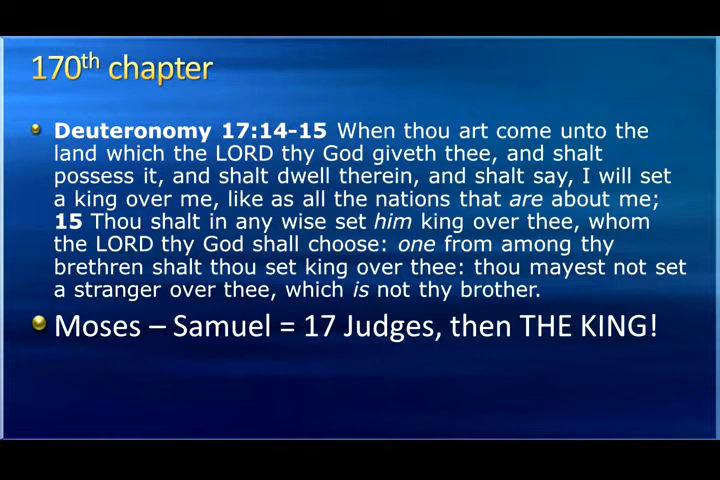 170th chapter
Deuteronomy 17:14-15 When thou art come unto the
land which the LORD thy God giveth thee, and shalt
possess it, and shalt dwell therein, and shalt say, I will set
a king over me, like as all the nations that are about me;
15 Thou shalt in any wise set him king over thee, whom
the LORD thy God shall choose: one from among thy
brethren shalt thou set king over thee: thou mayest not set
a stranger over thee, which is not thy brother.
Moses – Samuel = 17 Judges, then THE KING!